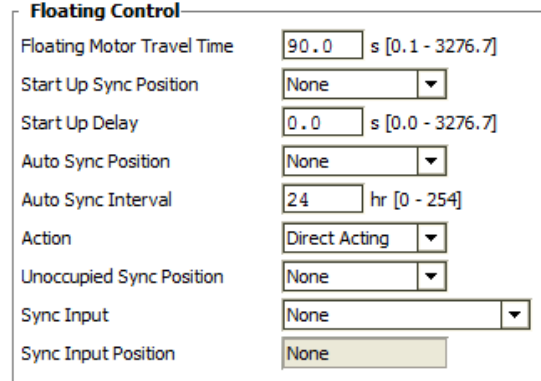 Floating Control
Floating Motor Travel Time 90.0 s [0.1 - 3276.7]
Start Up Sync Position None
Start Up Delay 0.0 s [0.0 - 3276.7]
Auto Sync Position None
Auto Sync Interval 24 hr [0 - 254]
Action Direct Acting
Unoccupied Sync Position None
Sync Input None
Sync Input Position None